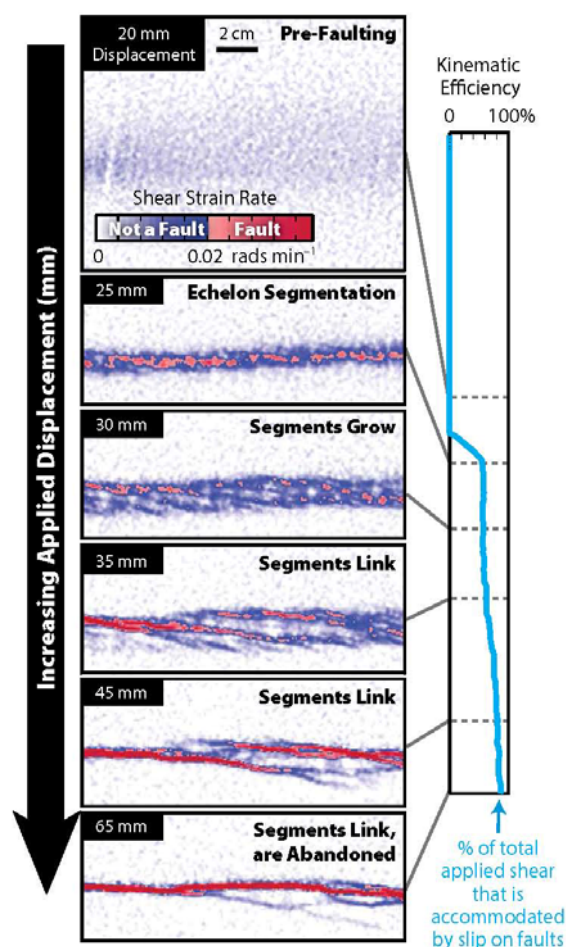 20 mm
Displacement
2 cm
Pre-Faulting
Shear Strain Rate
Not a Fault
Fault
0
0.02 rads min⁻¹
25 mm
Echelon Segmentation
30 mm
Segments Grow
35 mm
Segments Link
45 mm
Segments Link
65 mm
Segments Link,
are Abandoned
Increasing Applied Displacement (mm)
Kinematic
Efficiency
0
100%
% of total
applied shear
that is
accommodated
by slip on faults